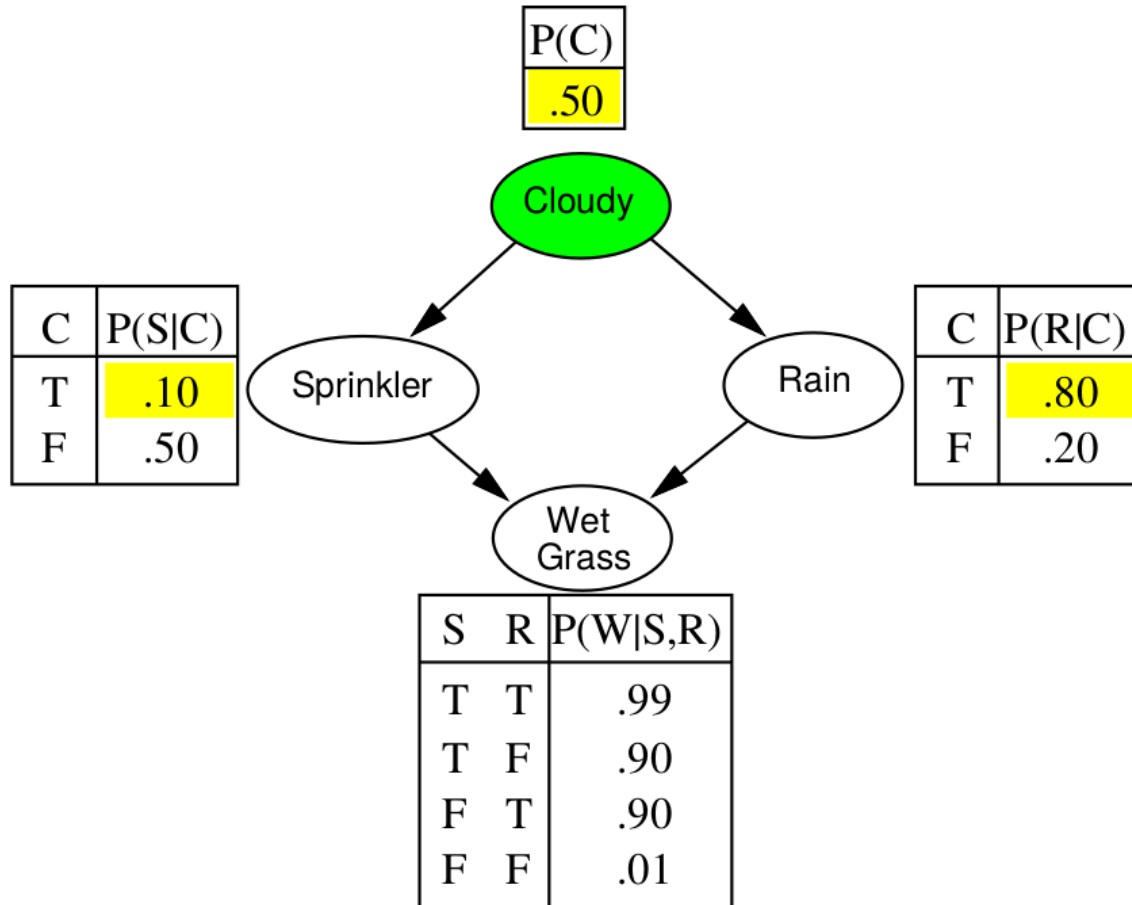 P(C)
.50
Cloudy
C P(S|C)
T .10
F .50
Sprinkler
Rain
C P(R|C)
T .80
F .20
Wet
Grass
S R P(W|S,R)
T T .99
T F .90
F T .90
F F .01